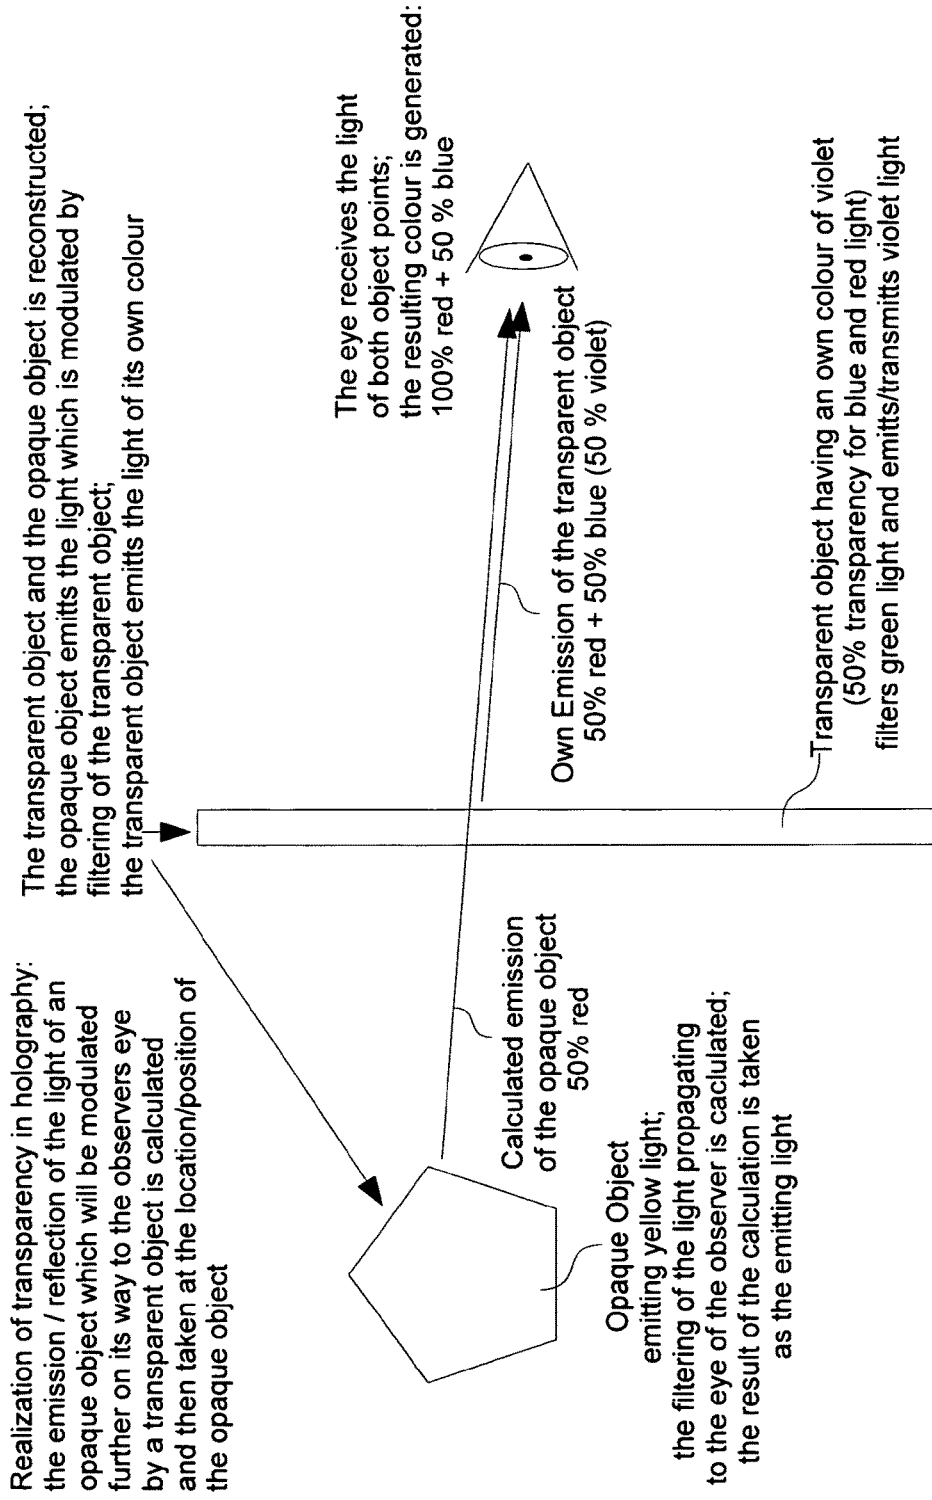 Realization of transparency in holography:
the emission / reflection of the light of an
opaque object which will be modulated
further on its way to the observers eye
by a transparent object is calculated
and then taken at the location/position of
the opaque object
The transparent object and the opaque object is reconstructed;
the opaque object emitts the light which is modulated by
filtering of the transparent object;
the transparent object emitts the light of its own colour
The eye receives the light
of both object points;
the resulting colour is generated:
100% red + 50 % blue
Calculated emission
of the opaque object
50% red
Own Emission of the transparent object
50% red + 50% blue (50 % violet)
Opaque Object
emitting yellow light;
the filtering of the light propagating
to the eye of the observer is caclulated;
the result of the calculation is taken
as the emitting light
Transparent object having an own colour of violet
(50% transparency for blue and red light)
filters green light and emitts/transmitts violet light